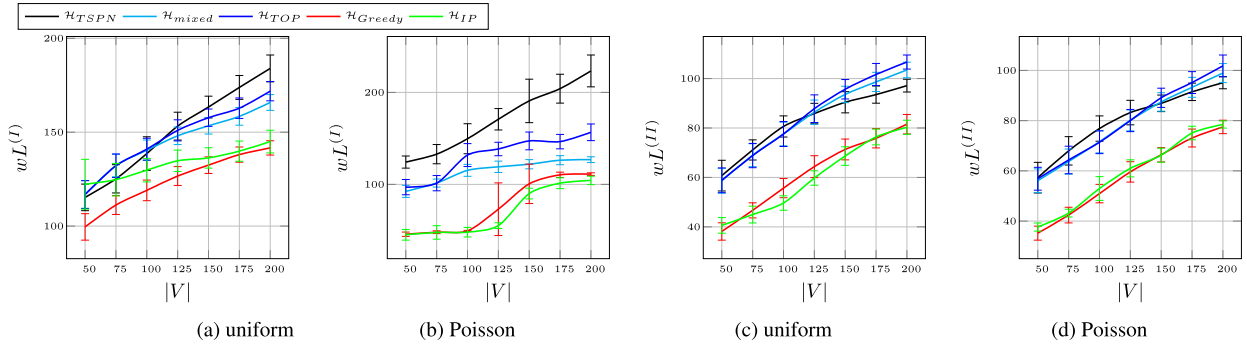 H_TSPN H_mixed H_TOP H_Greedy H_IP
200
150
100
wL^(I)
50 75 100 125 150 175 200
|V|
(a) uniform
200
100
wL^(I)
50 75 100 125 150 175 200
|V|
(b) Poisson
100
80
60
40
wL^(II)
50 75 100 125 150 175 200
|V|
(c) uniform
100
80
60
40
wL^(II)
50 75 100 125 150 175 200
|V|
(d) Poisson